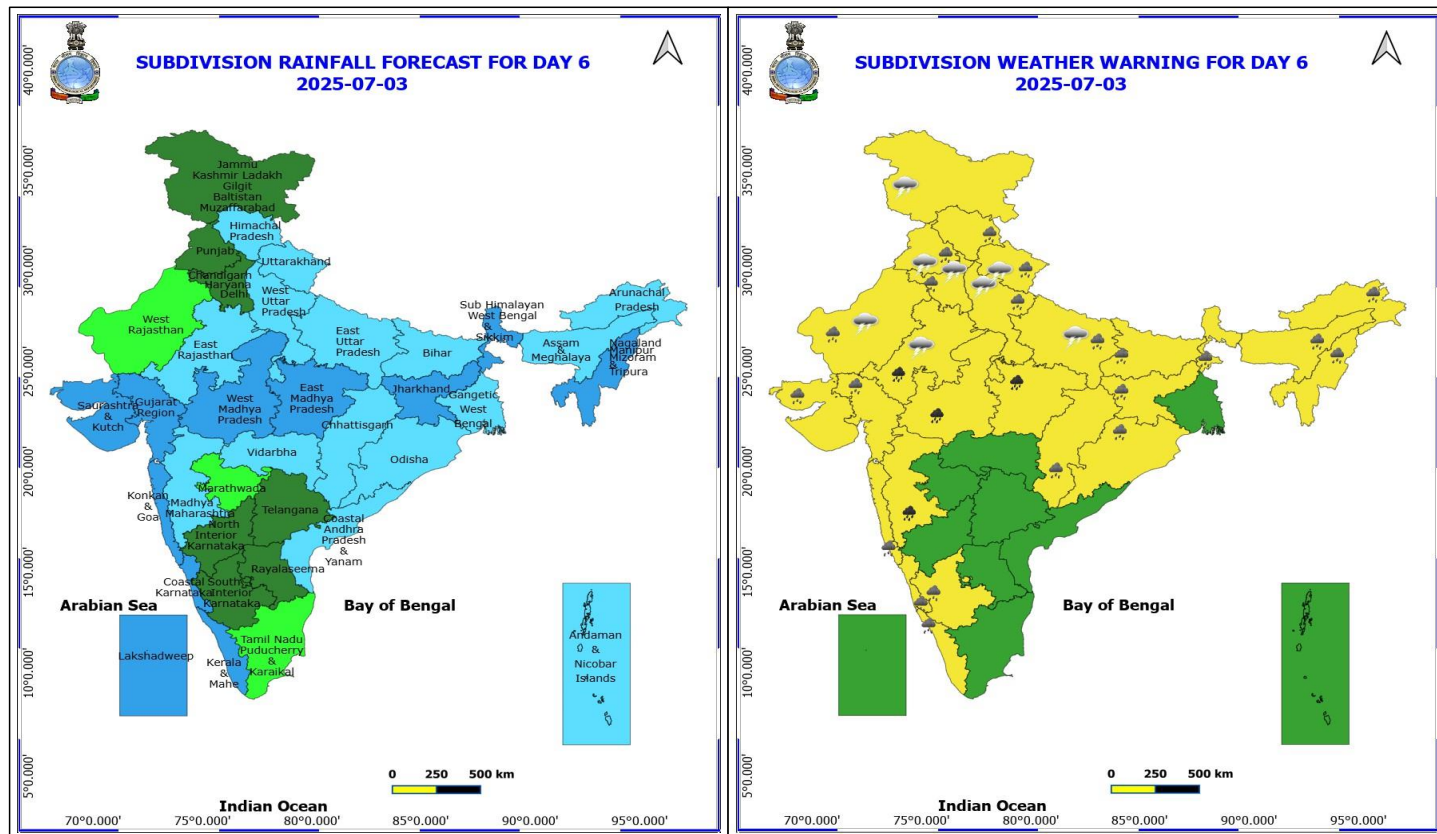 SUBDIVISION RAINFALL FORECAST FOR DAY 6
2025-07-03
40°0.000'
35°0.000'
30°0.000'
25°0.000'
20°0.000'
15°0.000'
10°0.000'
5°0.000'
Jammu
Kashmir Ladakh
Gilgit
Baltistan
Muzaffarabad
Himachal
Pradesh
Punjab
Uttarakhand
Chandigarh
Haryana
Delhi
West
Uttar
Pradesh
West
Rajasthan
East
Rajasthan
East
Uttar
Pradesh
Bihar
Sub Himalayan
West Bengal
&
Sikkim
Arunachal
Pradesh
Assam
&
Meghalaya
Nagaland
Manipur
Mizoram
&
Tripura
Saurashtra
&
Kutch
Gujarat
Region
West
Madhya
Pradesh
East
Madhya
Pradesh
Jharkhand
Gangetic
West
Bengal
Chhattisgarh
Vidarbha
Odisha
Konkan
&
Goa
Madhya
Maharashtra
Marathwada
Telangana
North
Interior
Karnataka
Coastal
Andhra
Pradesh
&
Yanam
Rayalaseema
Coastal
Karnataka
South
Interior
Karnataka
Arabian Sea
Bay of Bengal
Lakshadweep
Kerala
&
Mahe
Tamil Nadu
Puducherry
&
Karaikal
Andaman
&
Nicobar
Islands
0 250 500 km
Indian Ocean
70°0.000' 75°0.000' 80°0.000' 85°0.000' 90°0.000' 95°0.000'
SUBDIVISION WEATHER WARNING FOR DAY 6
2025-07-03
40°0.000'
35°0.000'
30°0.000'
25°0.000'
20°0.000'
15°0.000'
10°0.000'
5°0.000'
Arabian Sea
Bay of Bengal
0 250 500 km
Indian Ocean
70°0.000' 75°0.000' 80°0.000' 85°0.000' 90°0.000' 95°0.000'